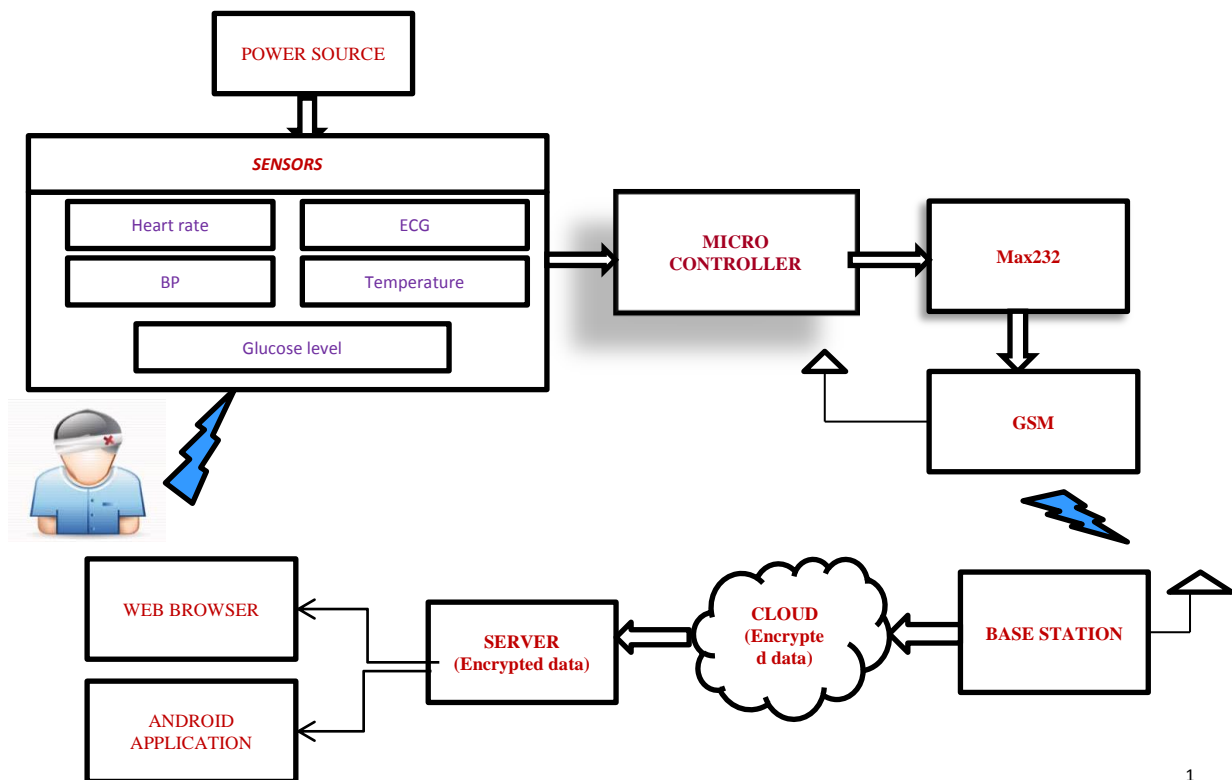 POWER SOURCE
SENSORS
Heart rate
ECG
BP
Temperature
Glucose level
MICRO
CONTROLLER
Max232
GSM
WEB BROWSER
ANDROID
APPLICATION
SERVER
(Encrypted data)
CLOUD
(Encrypte
d data)
BASE STATION
1